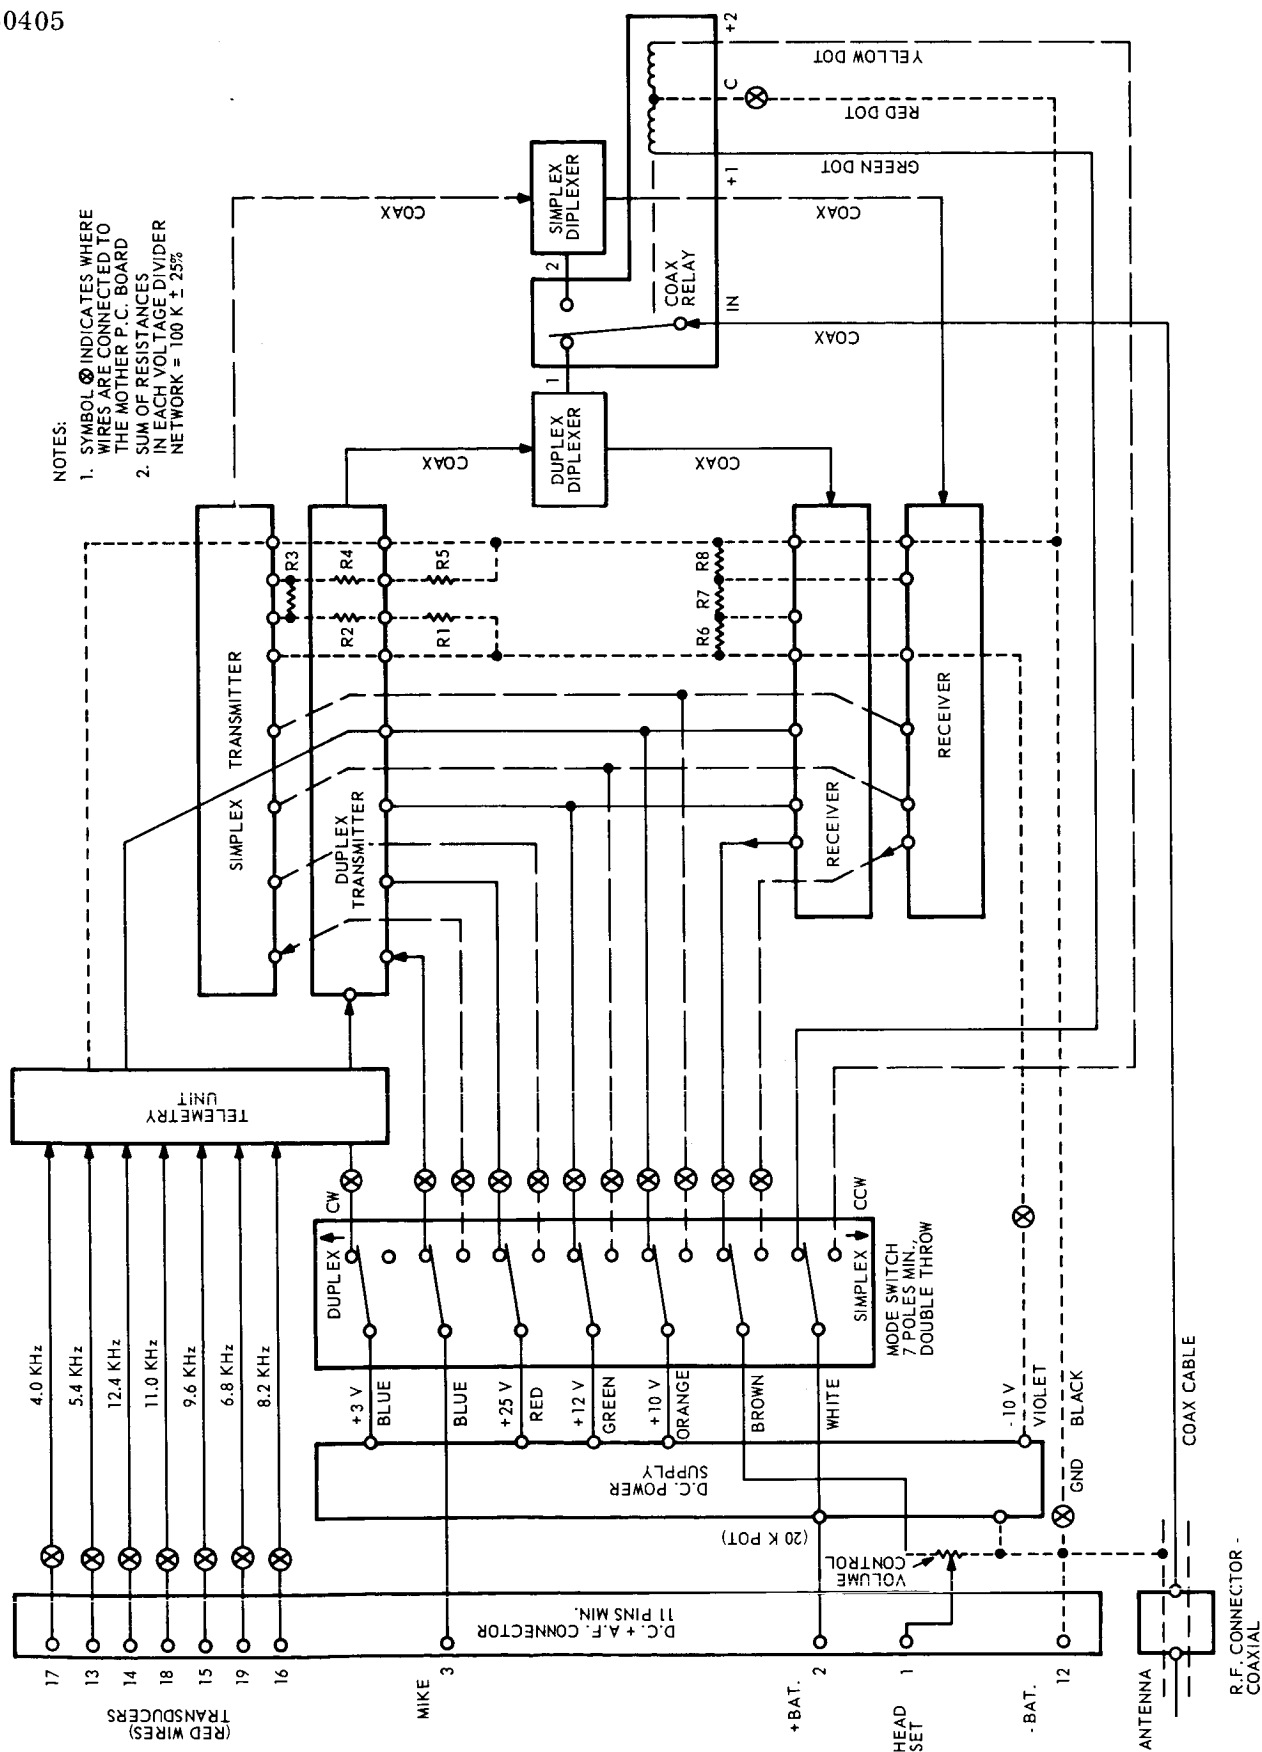 0405
NOTES:
1. SYMBOL ⊗ INDICATES WHERE
WIRES ARE CONNECTED TO
THE MOTHER P.C. BOARD
2. SUM OF RESISTANCES
IN EACH VOLTAGE DIVIDER
NETWORK = 100 K ± 25%
(RED WIRES)
TRANSDUCERS
17
13
14
18
15
19
16
4.0 KHz
5.4 KHz
12.4 KHz
11.0 KHz
9.6 KHz
6.8 KHz
8.2 KHz
TELEMETRY
UNIT
SIMPLEX TRANSMITTER
DUPLEX
TRANSMITTER
R3
R4
R5
R2
R1
R8
R7
R6
RECEIVER
RECEIVER
COAX
COAX
COAX
COAX
COAX
SIMPLEX
DIPLEXER
DUPLEX
DIPLEXER
2
1
COAX
RELAY
IN
+1
C
+2
YELLOW DOT
RED DOT
GREEN DOT
DUPLEX
CW
SIMPLEX
CCW
MODE SWITCH
7 POLES MIN.,
DOUBLE THROW
+3 V
BLUE
BLUE
+25 V
RED
+12 V
GREEN
+10 V
ORANGE
BROWN
WHITE
-10 V
VIOLET
BLACK
GND
D.C. POWER
SUPPLY
(20 K POT)
VOLUME
CONTROL
D.C. + A.F. CONNECTOR
11 PINS MIN.
MIKE
3
+BAT.
2
HEAD
SET
1
-BAT.
12
ANTENNA
COAX CABLE
R.F. CONNECTOR -
COAXIAL